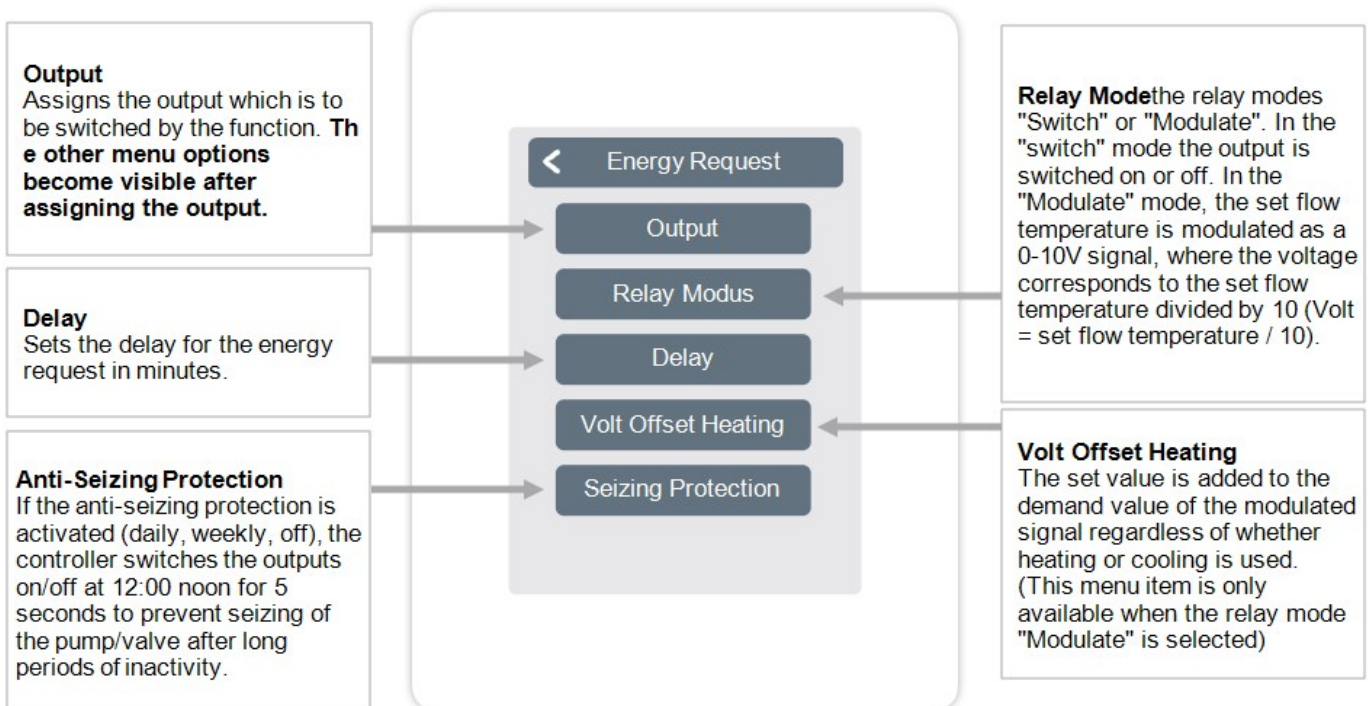 Output
Assigns the output which is to
be switched by the function. Th
e other menu options
become visible after
assigning the output.
Delay
Sets the delay for the energy
request in minutes.
Anti-Seizing Protection
If the anti-seizing protection is
activated (daily, weekly, off), the
controller switches the outputs
on/off at 12:00 noon for 5
seconds to prevent seizing of
the pump/valve after long
periods of inactivity.
Energy Request
Output
Relay Modus
Delay
Volt Offset Heating
Seizing Protection
Relay Modethe relay modes
"Switch" or "Modulate". In the
"switch" mode the output is
switched on or off. In the
"Modulate" mode, the set flow
temperature is modulated as a
0-10V signal, where the voltage
corresponds to the set flow
temperature divided by 10 (Volt
= set flow temperature / 10).
Volt Offset Heating
The set value is added to the
demand value of the modulated
signal regardless of whether
heating or cooling is used.
(This menu item is only
available when the relay mode
"Modulate" is selected)